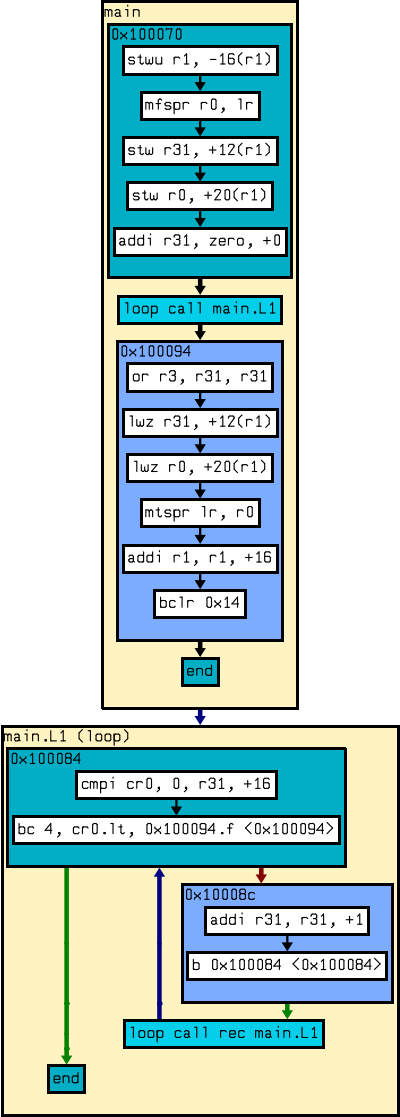 main
0x100070
stwu r1, -16(r1)
mfspr r0, lr
stw r31, +12(r1)
stw r0, +20(r1)
addi r31, zero, +0
loop call main.L1
0x100094
or r3, r31, r31
lwz r31, +12(r1)
lwz r0, +20(r1)
mtspr lr, r0
addi r1, r1, +16
bclr 0x14
end
main.L1 (loop)
0x100084
cmpi cr0, 0, r31, +16
bc 4, cr0.lt, 0x100094.f <0x100094>
0x10008c
addi r31, r31, +1
b 0x100084 <0x100084>
loop call rec main.L1
end